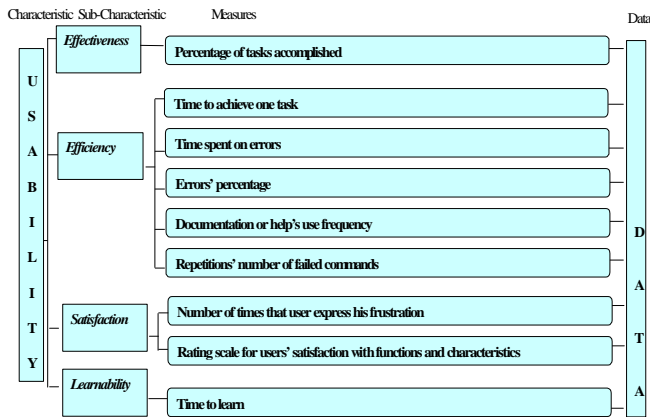 Characteristic Sub-Characteristic Measures Data
Effectiveness
Percentage of tasks accomplished
USABILITY
Efficiency
Time to achieve one task
Time spent on errors
Errors' percentage
Documentation or help's use frequency
Repetitions' number of failed commands
Satisfaction
Number of times that user express his frustration
Rating scale for users' satisfaction with functions and characteristics
Learnability
Time to learn
DATA